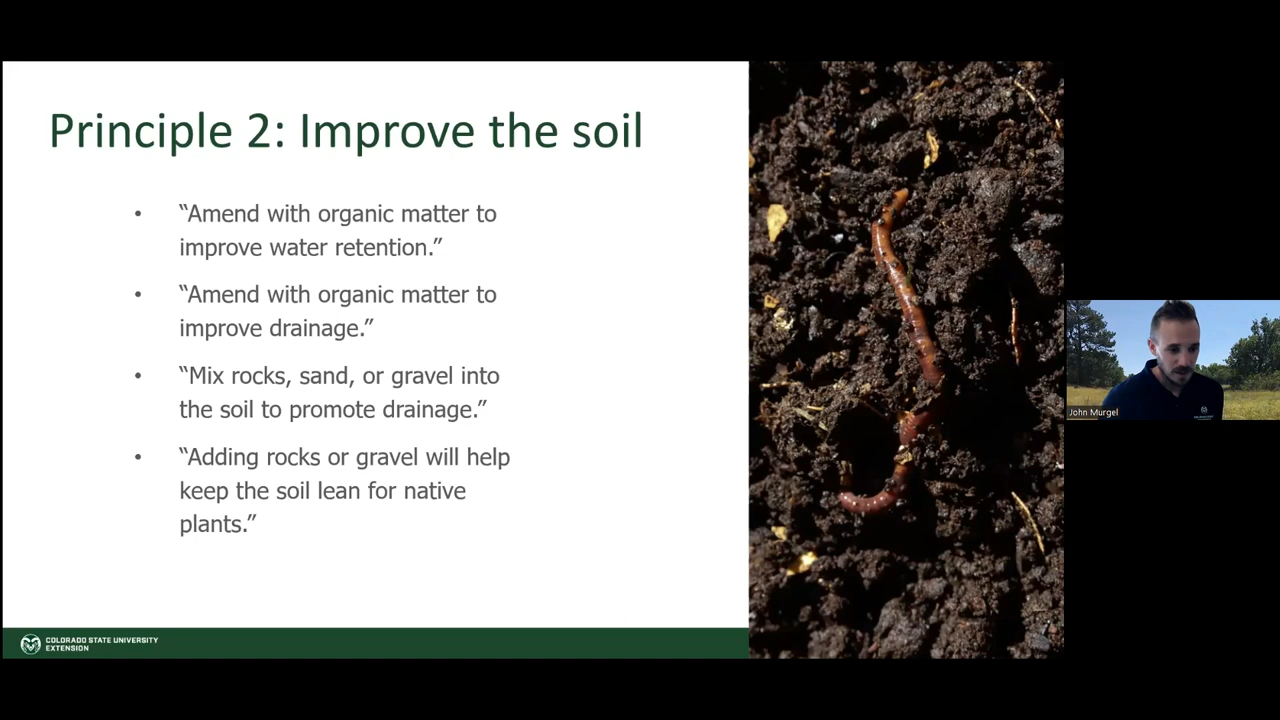 Principle 2: Improve the soil
• “Amend with organic matter to
improve water retention.”
• “Amend with organic matter to
improve drainage.”
• “Mix rocks, sand, or gravel into
the soil to promote drainage.”
• “Adding rocks or gravel will help
keep the soil lean for native
plants.”
COLORADO STATE UNIVERSITY
EXTENSION
John Murgel